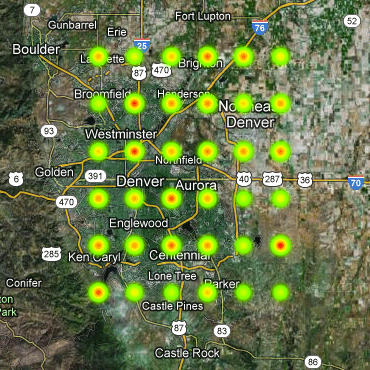 7
Gunbarrel
Fort Lupton
52
Erie
76
Boulder
25
Brighton
87
470
Broomfield
Henderson
Denver
93
Westminster
Northfield
Golden
6
391
Denver
Aurora
40
287
36
70
470
Englewood
285
Ken Caryl
Centennial
Conifer
Lone Tree
Parker
Park
Castle Pines
87
83
Castle Rock
86